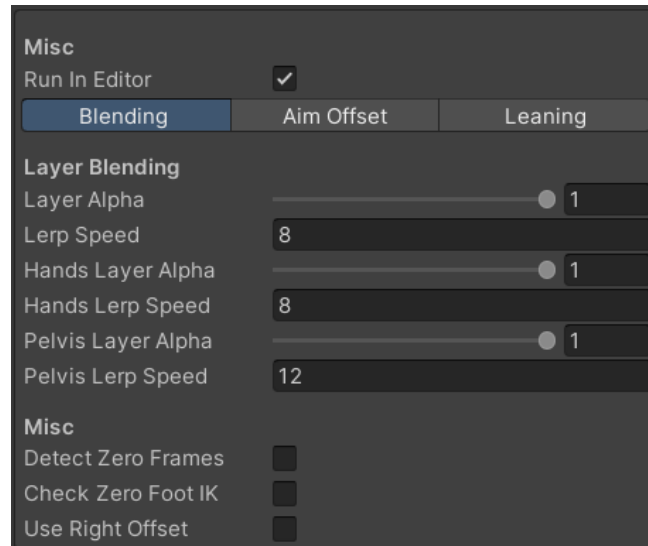 Misc
Run In Editor
Blending Aim Offset Leaning
Layer Blending
Layer Alpha 1
Lerp Speed 8
Hands Layer Alpha 1
Hands Lerp Speed 8
Pelvis Layer Alpha 1
Pelvis Lerp Speed 12
Misc
Detect Zero Frames
Check Zero Foot IK
Use Right Offset